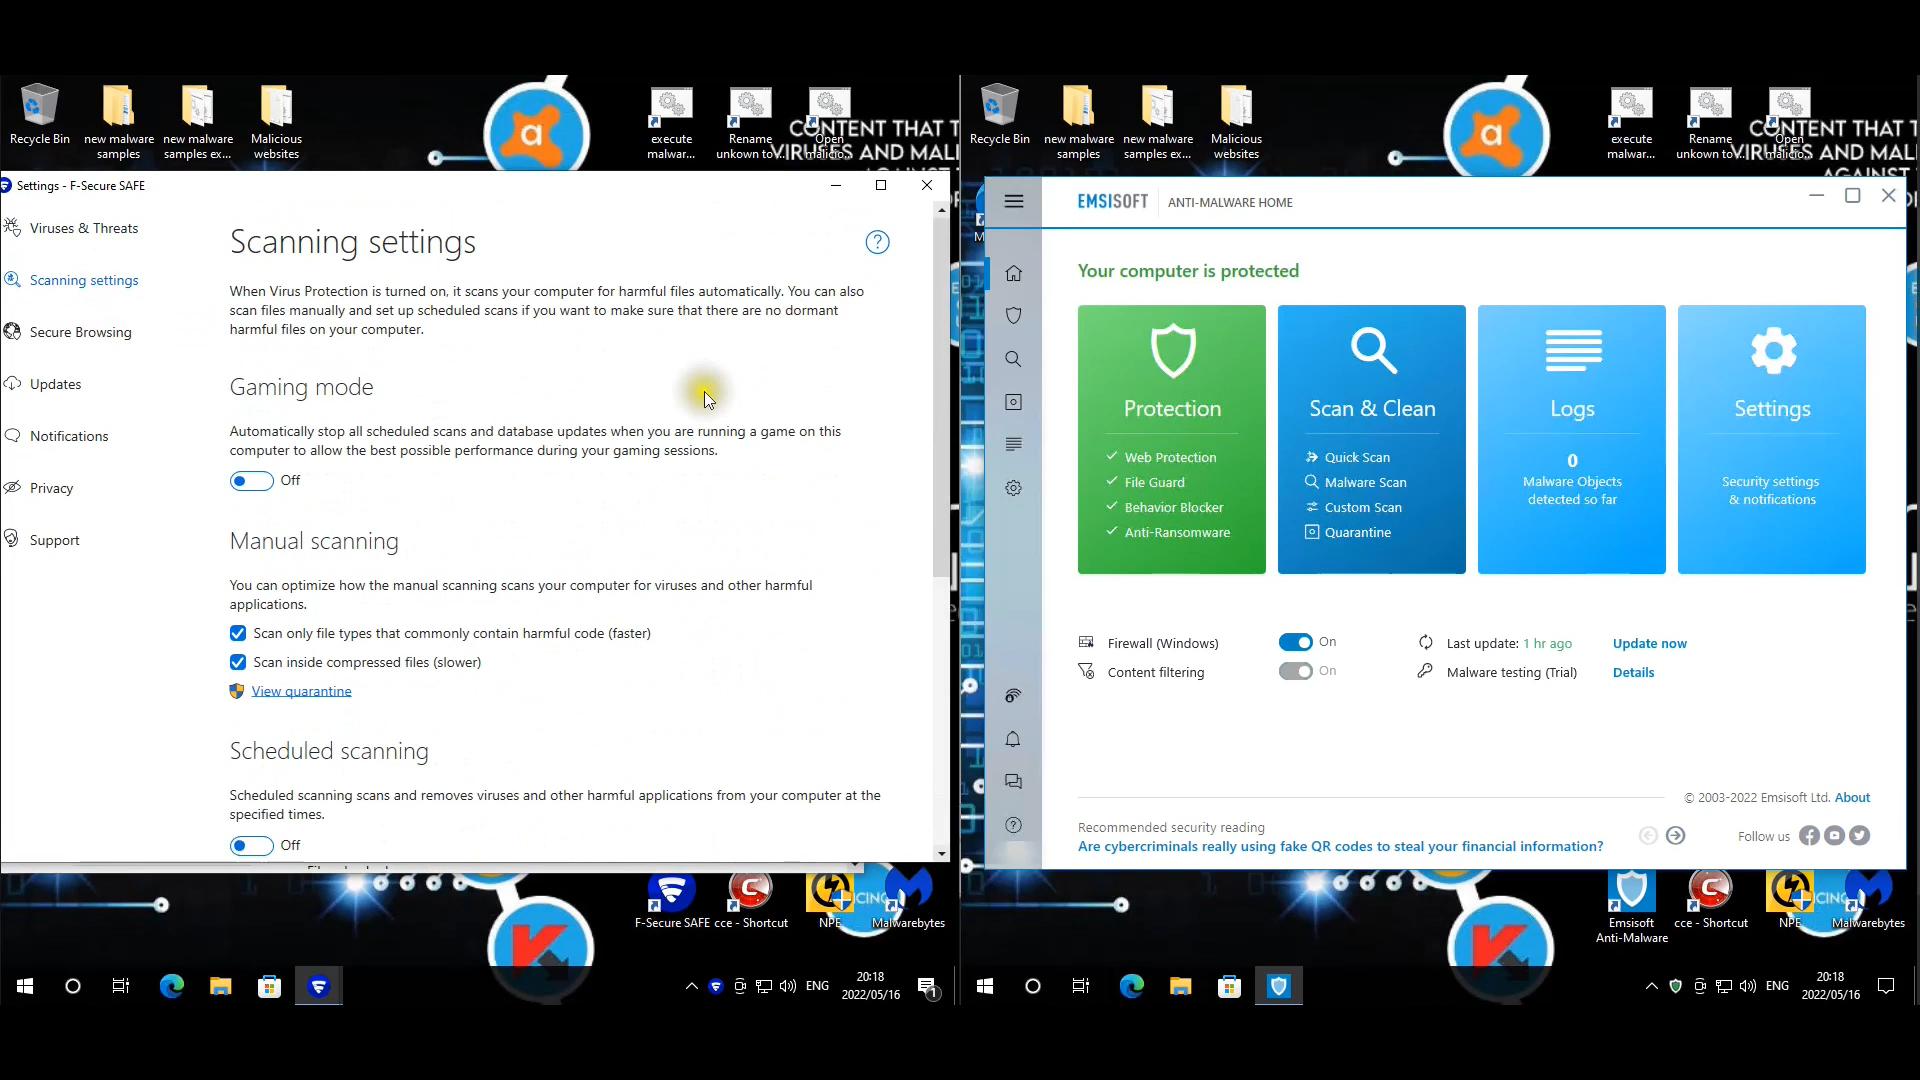 Recycle Bin
new malware samples
new malware samples ex...
Malicious websites
execute malwar...
Rename unkown to...
Open malicio...
CONTENT THAT T
VIRUSES AND MALI
AGAINST
Settings - F-Secure SAFE
Viruses & Threats
Scanning settings
Secure Browsing
Updates
Notifications
Privacy
Support
Scanning settings
When Virus Protection is turned on, it scans your computer for harmful files automatically. You can also
scan files manually and set up scheduled scans if you want to make sure that there are no dormant
harmful files on your computer.
Gaming mode
Automatically stop all scheduled scans and database updates when you are running a game on this
computer to allow the best possible performance during your gaming sessions.
Off
Manual scanning
You can optimize how the manual scanning scans your computer for viruses and other harmful
applications.
Scan only file types that commonly contain harmful code (faster)
Scan inside compressed files (slower)
View quarantine
Scheduled scanning
Scheduled scanning scans and removes viruses and other harmful applications from your computer at the
specified times.
Off
F-Secure SAFE
cce - Shortcut
NPE
Malwarebytes
ENG
20:18
2022/05/16
1
Recycle Bin
new malware samples
new malware samples ex...
Malicious websites
execute malwar...
Rename unkown to...
Open malicio...
CONTENT THAT T
VIRUSES AND MALI
AGAINST
EMSISOFT
ANTI-MALWARE HOME
Your computer is protected
Protection
Web Protection
File Guard
Behavior Blocker
Anti-Ransomware
Scan & Clean
Quick Scan
Malware Scan
Custom Scan
Quarantine
Logs
0
Malware Objects
detected so far
Settings
Security settings
& notifications
Firewall (Windows)
On
Last update: 1 hr ago
Update now
Content filtering
On
Malware testing (Trial)
Details
© 2003-2022 Emsisoft Ltd. About
Recommended security reading
Are cybercriminals really using fake QR codes to steal your financial information?
Follow us
Emsisoft Anti-Malware
cce - Shortcut
NPE
Malwarebytes
ENG
20:18
2022/05/16